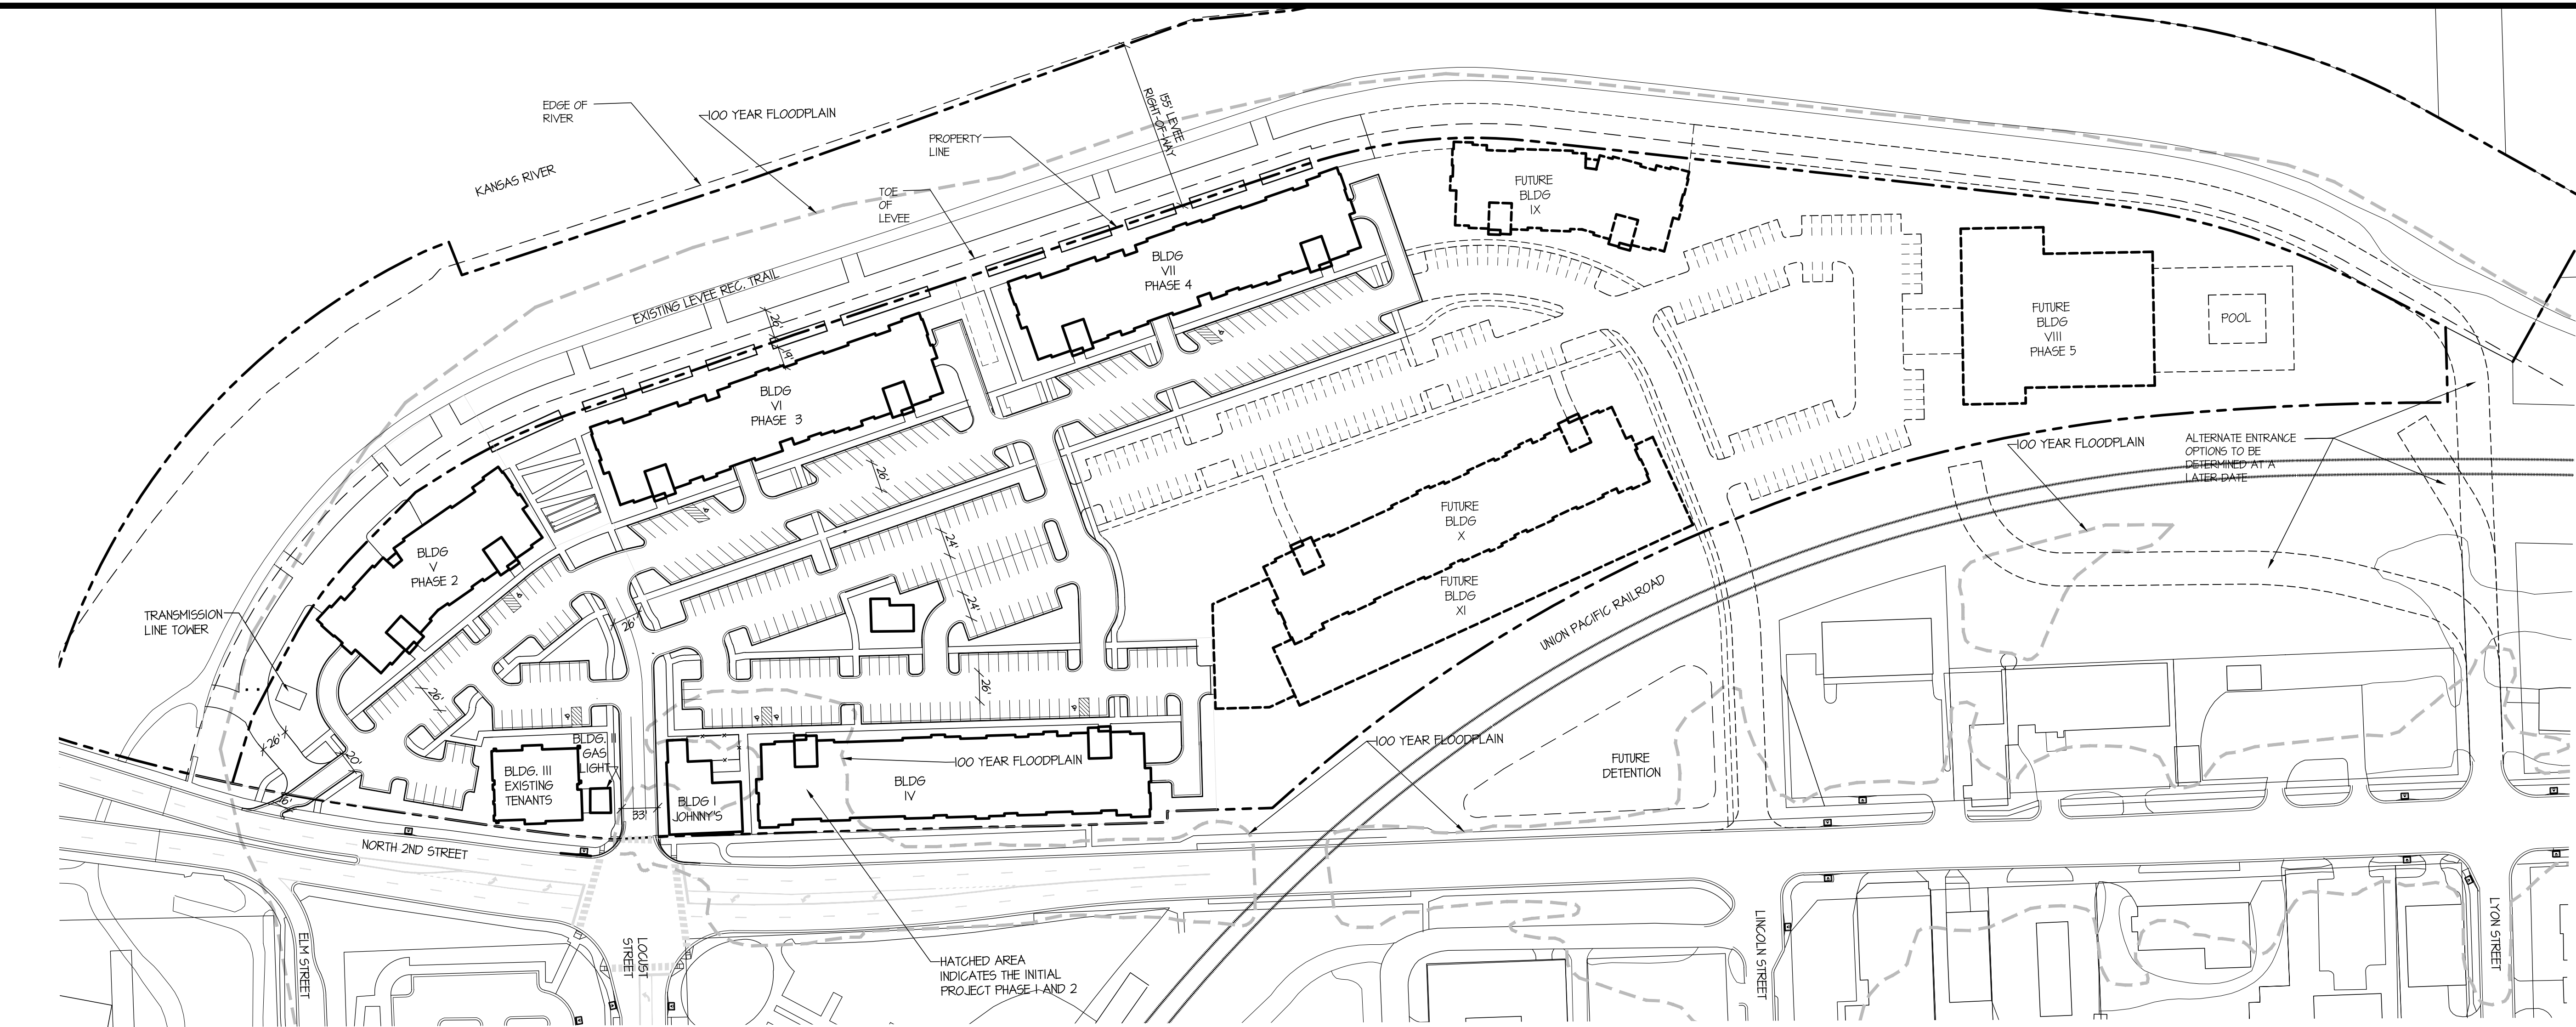 EDGE OF
RIVER
100 YEAR FLOODPLAIN
KANSAS RIVER
PROPERTY
LINE
155' LEVEE
RIGHT-OF-WAY
TOE
OF
LEVEE
EXISTING LEVEE REC. TRAIL
26'
19'
BLDG
VII
PHASE 4
FUTURE
BLDG
IX
FUTURE
BLDG
VIII
PHASE 5
POOL
BLDG
VI
PHASE 3
26'
100 YEAR FLOODPLAIN
ALTERNATE ENTRANCE
OPTIONS TO BE
DETERMINED AT A
LATER DATE
BLDG
V
PHASE 2
24'
24'
FUTURE
BLDG
X
FUTURE
BLDG
XI
UNION PACIFIC RAILROAD
TRANSMISSION
LINE TOWER
26'
26'
26'
26'
20'
26'
BLDG. II
GAS
LIGHT
BLDG. III
EXISTING
TENANTS
33'
BLDG I
JOHNNY'S
100 YEAR FLOODPLAIN
BLDG
IV
100 YEAR FLOODPLAIN
FUTURE
DETENTION
NORTH 2ND STREET
ELM STREET
LOCUST
STREET
HATCHED AREA
INDICATES THE INITIAL
PROJECT PHASE 1 AND 2
LINCOLN STREET
LYON STREET